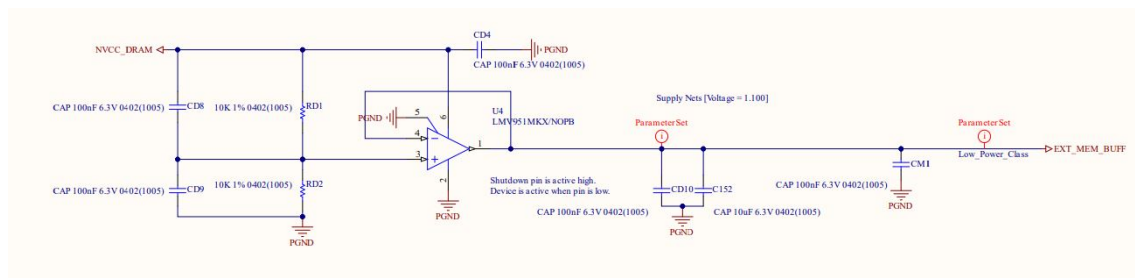 CD4
NVCC_DRAM
PGND
CAP 100nF 6.3V 0402(1005)
CAP 100nF 6.3V 0402(1005)
CD8
10K 1% 0402(1005)
RD1
PGND
5
6
U4
LMV951MKX/NOPB
Supply Nets [Voltage = 1.100]
ParameterSet
i
ParameterSet
i
4
1
EXT_MEM_BUFF
3
Low_Power_Class
CM1
CAP 100nF 6.3V 0402(1005)
CD9
10K 1% 0402(1005)
RD2
2
Shutdown pin is active high.
Device is active when pin is low.
CD10
C152
CAP 100nF 6.3V 0402(1005)
PGND
PGND
CAP 100nF 6.3V 0402(1005)
CAP 10uF 6.3V 0402(1005)
PGND
PGND